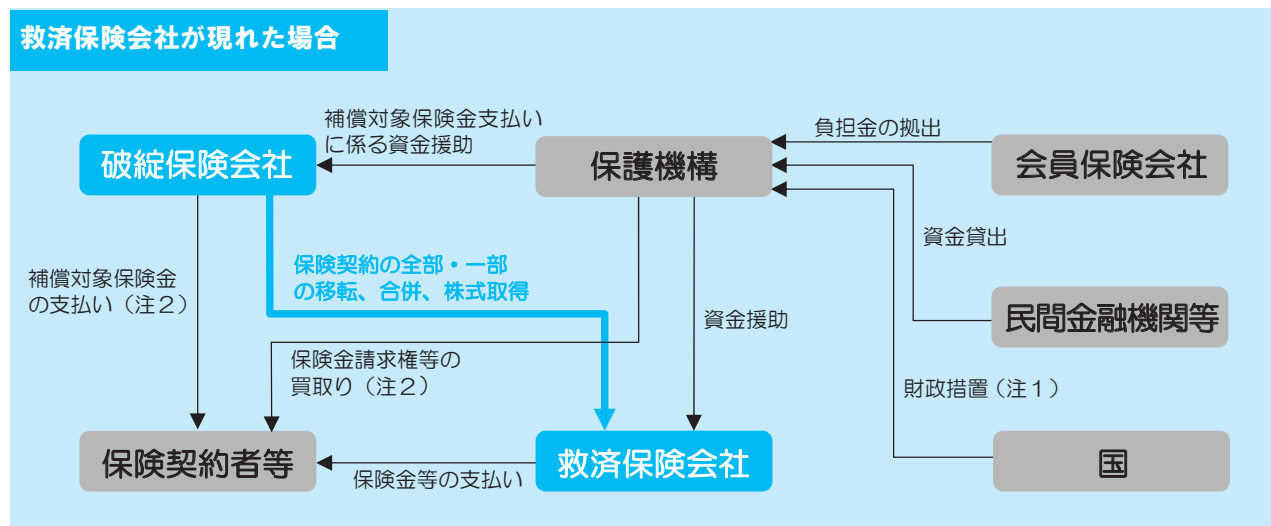 救済保険会社が現れた場合
補償対象保険金支払い
に係る資金援助
負担金の拠出
破綻保険会社
保護機構
会員保険会社
資金貸出
保険契約の全部・一部
の移転、合併、株式取得
補償対象保険金
の支払い（注２）
民間金融機関等
資金援助
保険金請求権等の
買取り（注２）
財政措置（注１）
保険契約者等
保険金等の支払い
救済保険会社
国